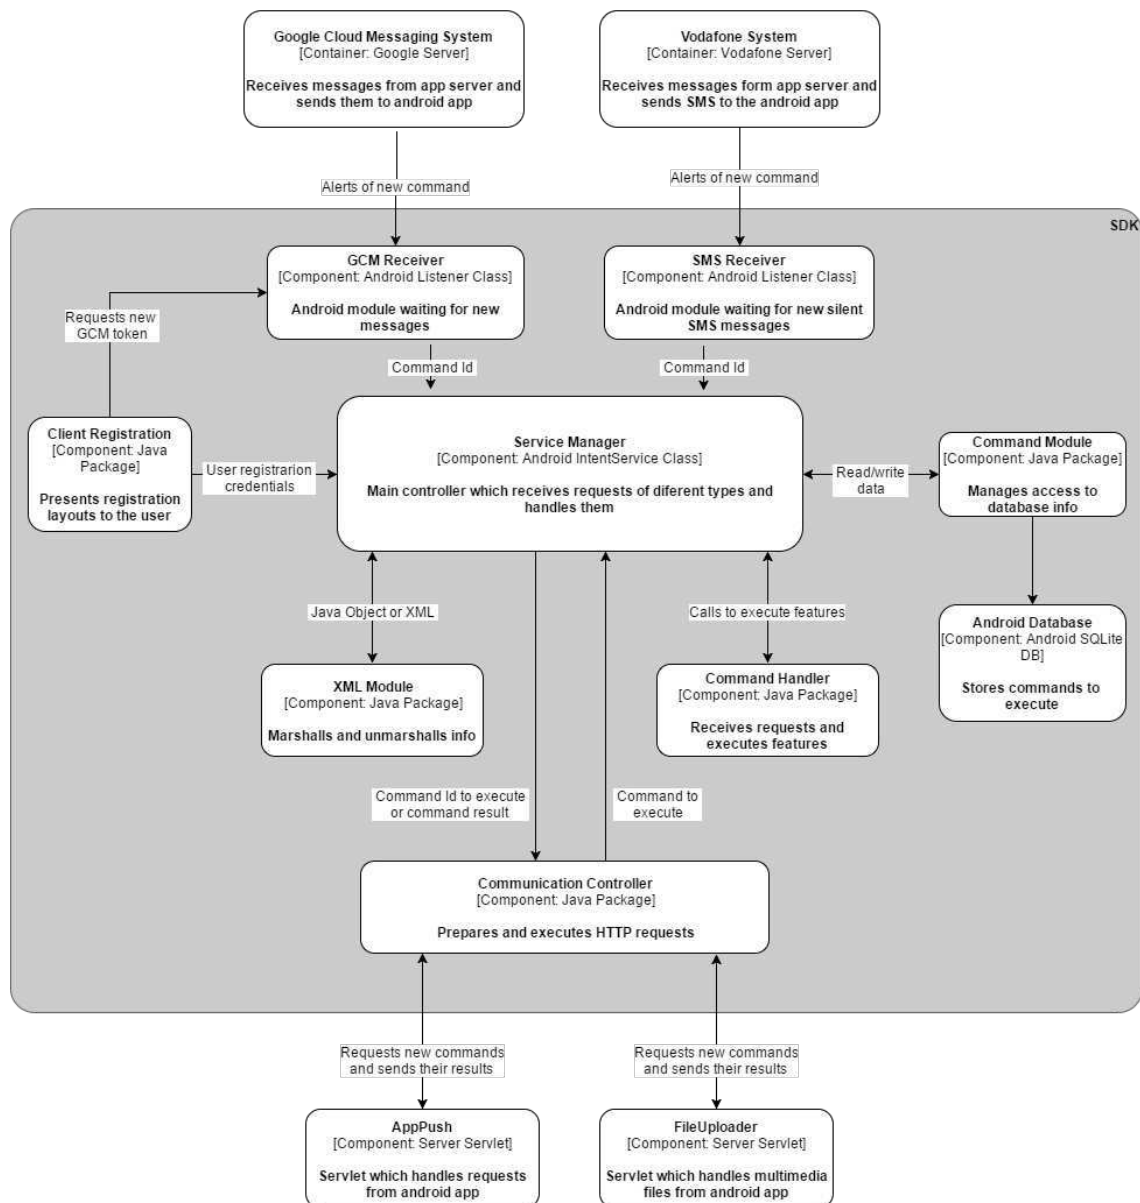 Google Cloud Messaging System
[Container: Google Server]
Receives messages from app server and
sends them to android app
Vodafone System
[Container: Vodafone Server]
Receives messages form app server and
sends SMS to the android app
Alerts of new command
Alerts of new command
SDK
GCM Receiver
[Component: Android Listener Class]
Android module waiting for new
messages
SMS Receiver
[Component: Android Listener Class]
Android module waiting for new silent
SMS messages
Requests new
GCM token
Command Id
Command Id
Client Registration
[Component: Java
Package]
Presents registration
layouts to the user
User registrarion
credentials
Service Manager
[Component: Android IntentService Class]
Main controller which receives requests of diferent types and
handles them
Read/write
data
Command Module
[Component: Java Package]
Manages access to
database info
Java Object or XML
Calls to execute features
Android Database
[Component: Android SQLite
DB]
Stores commands to
execute
XML Module
[Component: Java Package]
Marshalls and unmarshalls info
Command Handler
[Component: Java Package]
Receives requests and
executes features
Command Id to execute
or command result
Command to
execute
Communication Controller
[Component: Java Package]
Prepares and executes HTTP requests
Requests new commands
and sends their results
Requests new commands
and sends their results
AppPush
[Component: Server Servlet]
Servlet which handles requests
from android app
FileUploader
[Component: Server Servlet]
Servlet which handles multimedia
files from android app